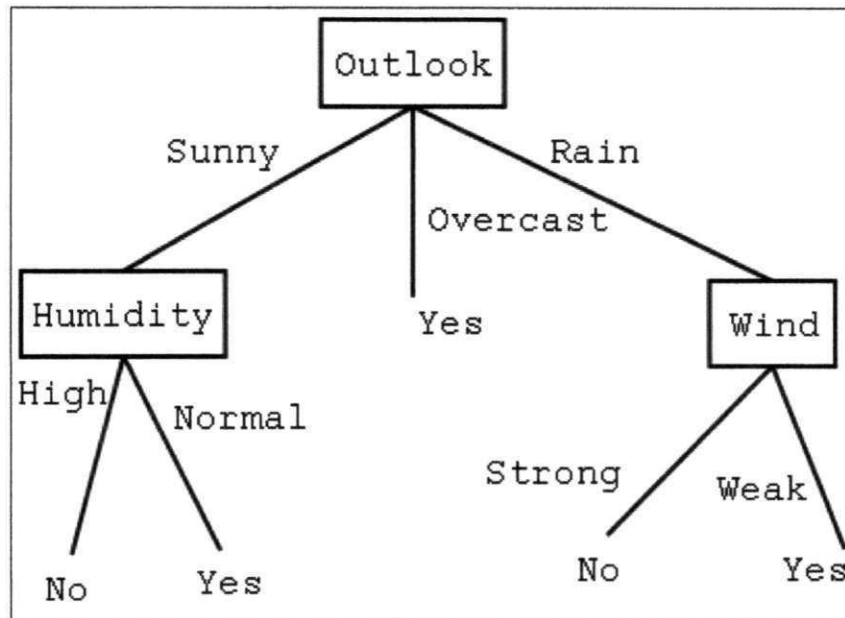 Outlook
Sunny
Rain
Overcast
Humidity
Yes
Wind
High
Normal
Strong
Weak
No
Yes
No
Yes